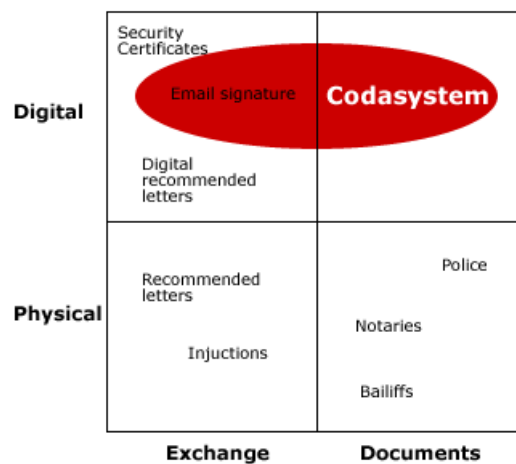 Security
Certificates
Email signature
Codasystem
Digital
Digital
recommended
letters
Recommended
letters
Police
Physical
Notaries
Injuctions
Bailiffs
Exchange
Documents